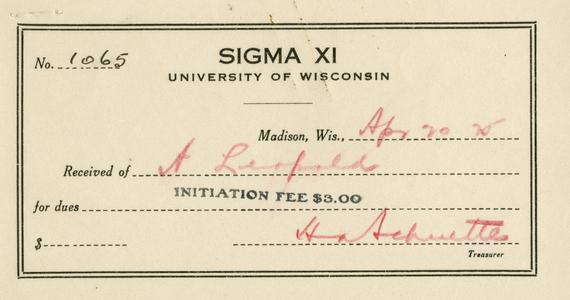 No. 1065
SIGMA XI
UNIVERSITY OF WISCONSIN
Madison, Wis., Apr 20 25
Received of A Leopold
INITIATION FEE $3.00
for dues
$
H A Schuette
Treasurer